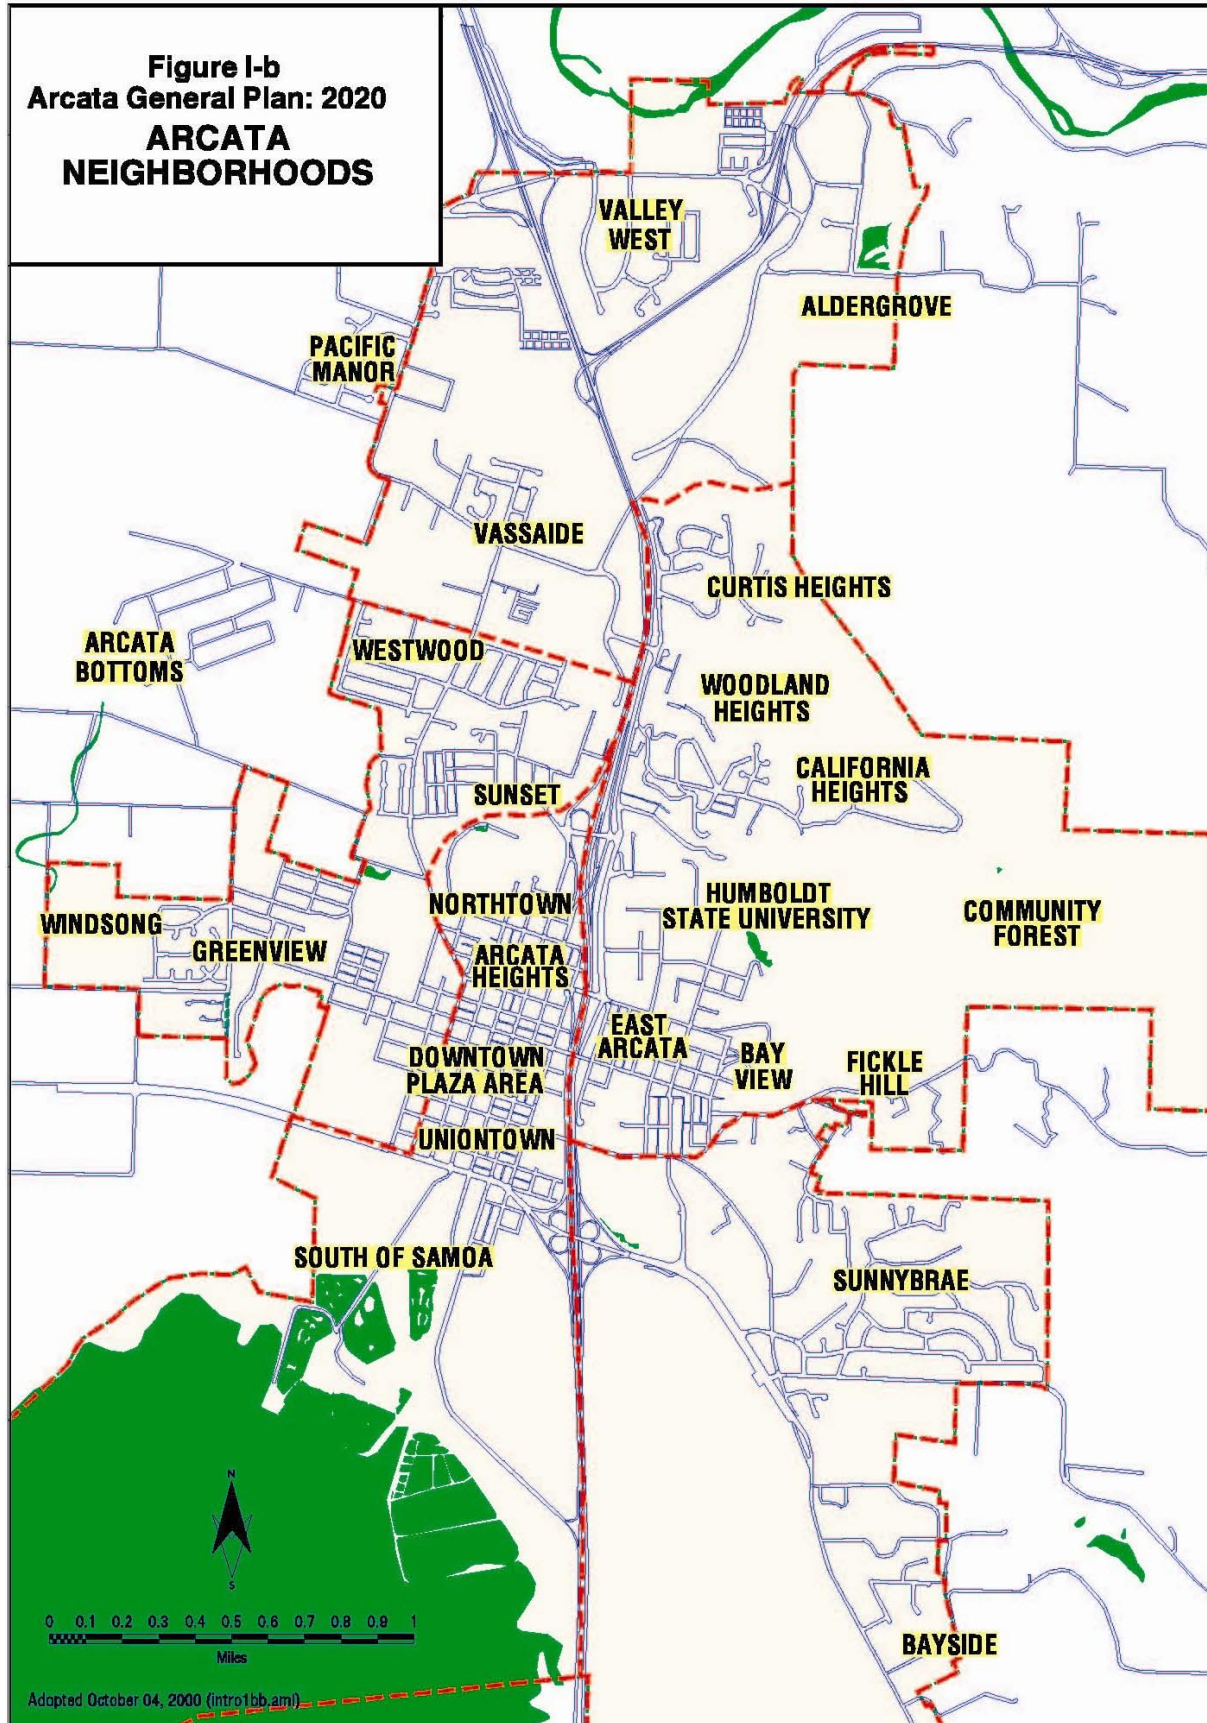 Figure I-b
Arcata General Plan: 2020
ARCATA
NEIGHBORHOODS
VALLEY
WEST
ALDERGROVE
PACIFIC
MANOR
VASSAIDE
CURTIS HEIGHTS
ARCATA
BOTTOMS
WESTWOOD
WOODLAND
HEIGHTS
CALIFORNIA
HEIGHTS
SUNSET
NORTHTOWN
HUMBOLDT
STATE UNIVERSITY
COMMUNITY
FOREST
WINDSONG
GREENVIEW
ARCATA
HEIGHTS
EAST
ARCATA
BAY
VIEW
FICKLE
HILL
DOWNTOWN
PLAZA AREA
UNIONTOWN
SOUTH OF SAMOA
SUNNYBRAE
BAYSIDE
N
S
0 0.1 0.2 0.3 0.4 0.5 0.6 0.7 0.8 0.9 1
Miles
Adopted October 04, 2000 (intro1bb.aml)